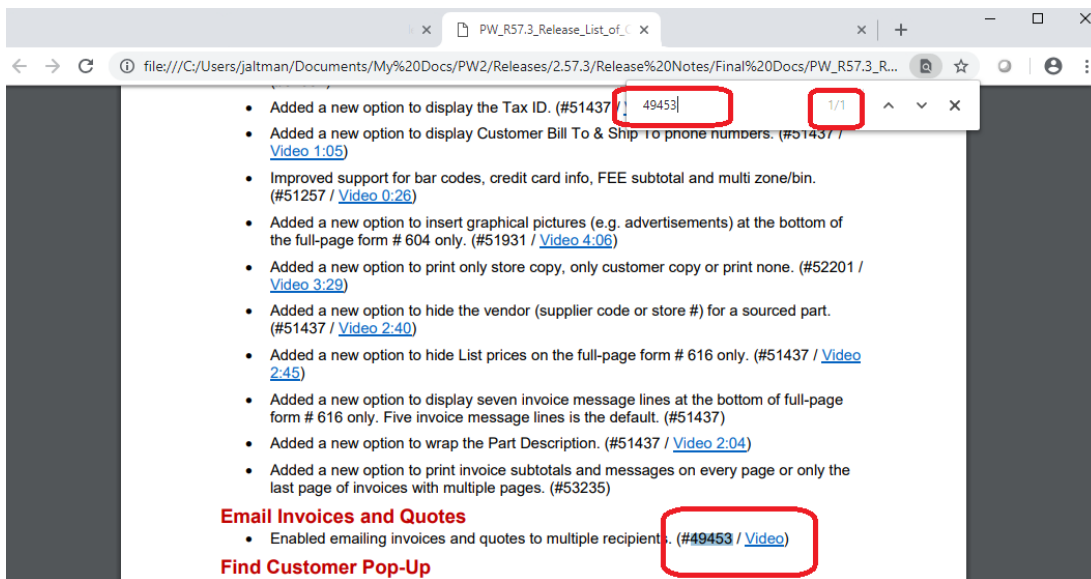 PW_R57.3_Release_List_of_C
file:///C:/Users/jaltman/Documents/My%20Docs/PW2/Releases/2.57.3/Release%20Notes/Final%20Docs/PW_R57.3_R...
49453
1/1
• Added a new option to display the Tax ID. (#51437 /
• Added a new option to display Customer Bill To & Ship To phone numbers. (#51437 /
Video 1:05)
• Improved support for bar codes, credit card info, FEE subtotal and multi zone/bin.
(#51257 / Video 0:26)
• Added a new option to insert graphical pictures (e.g. advertisements) at the bottom of
the full-page form # 604 only. (#51931 / Video 4:06)
• Added a new option to print only store copy, only customer copy or print none. (#52201 /
Video 3:29)
• Added a new option to hide the vendor (supplier code or store #) for a sourced part.
(#51437 / Video 2:40)
• Added a new option to hide List prices on the full-page form # 616 only. (#51437 / Video
2:45)
• Added a new option to display seven invoice message lines at the bottom of full-page
form # 616 only. Five invoice message lines is the default. (#51437)
• Added a new option to wrap the Part Description. (#51437 / Video 2:04)
• Added a new option to print invoice subtotals and messages on every page or only the
last page of invoices with multiple pages. (#53235)
Email Invoices and Quotes
• Enabled emailing invoices and quotes to multiple recipients. (#49453 / Video)
Find Customer Pop-Up